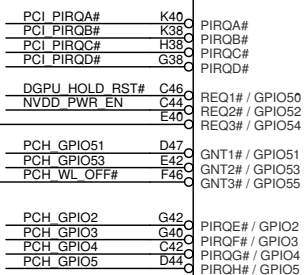 PCI_PIRQA# K40 PIRQA#
PCI_PIRQB# K38 PIRQB#
PCI_PIRQC# H38 PIRQC#
PCI_PIRQD# G38 PIRQD#
DGPU_HOLD_RST# C46 REQ1# / GPIO50
NVDD_PWR_EN C44 REQ2# / GPIO52
E40 REQ3# / GPIO54
PCH_GPIO51 D47 GNT1# / GPIO51
PCH_GPIO53 E42 GNT2# / GPIO53
PCH_WL_OFF# F46 GNT3# / GPIO55
PCH_GPIO2 G42 PIRQE# / GPIO2
PCH_GPIO3 G40 PIRQF# / GPIO3
PCH_GPIO4 C42 PIRQG# / GPIO4
PCH_GPIO5 D44 PIRQH# / GPIO5